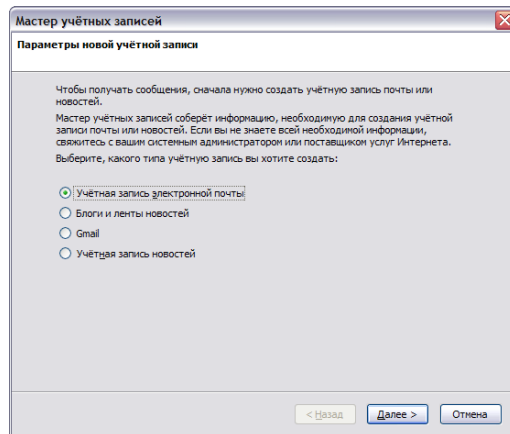 Мастер учётных записей
Параметры новой учётной записи
Чтобы получать сообщения, сначала нужно создать учётную запись почты или
новостей.
Мастер учётных записей соберёт информацию, необходимую для создания учётной
записи почты или новостей. Если вы не знаете всей необходимой информации,
свяжитесь с вашим системным администратором или поставщиком услуг Интернета.
Выберите, какого типа учётную запись вы хотите создать:
Учётная запись электронной почты
Блоги и ленты новостей
Gmail
Учётная запись новостей
< Назад Далее > Отмена